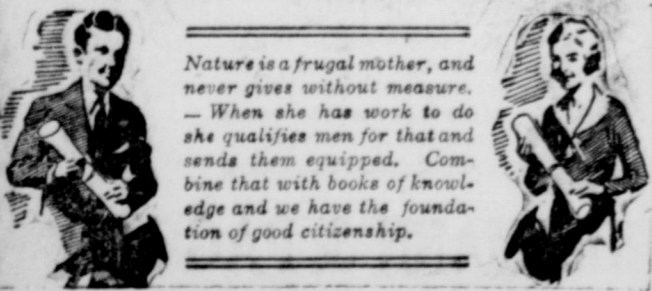 Nature is a frugal mother, and
never gives without measure.
— When she has work to do
she qualifies men for that and
sends them equipped. Com-
bine that with books of knowl-
edge and we have the founda-
tion of good citizenship.